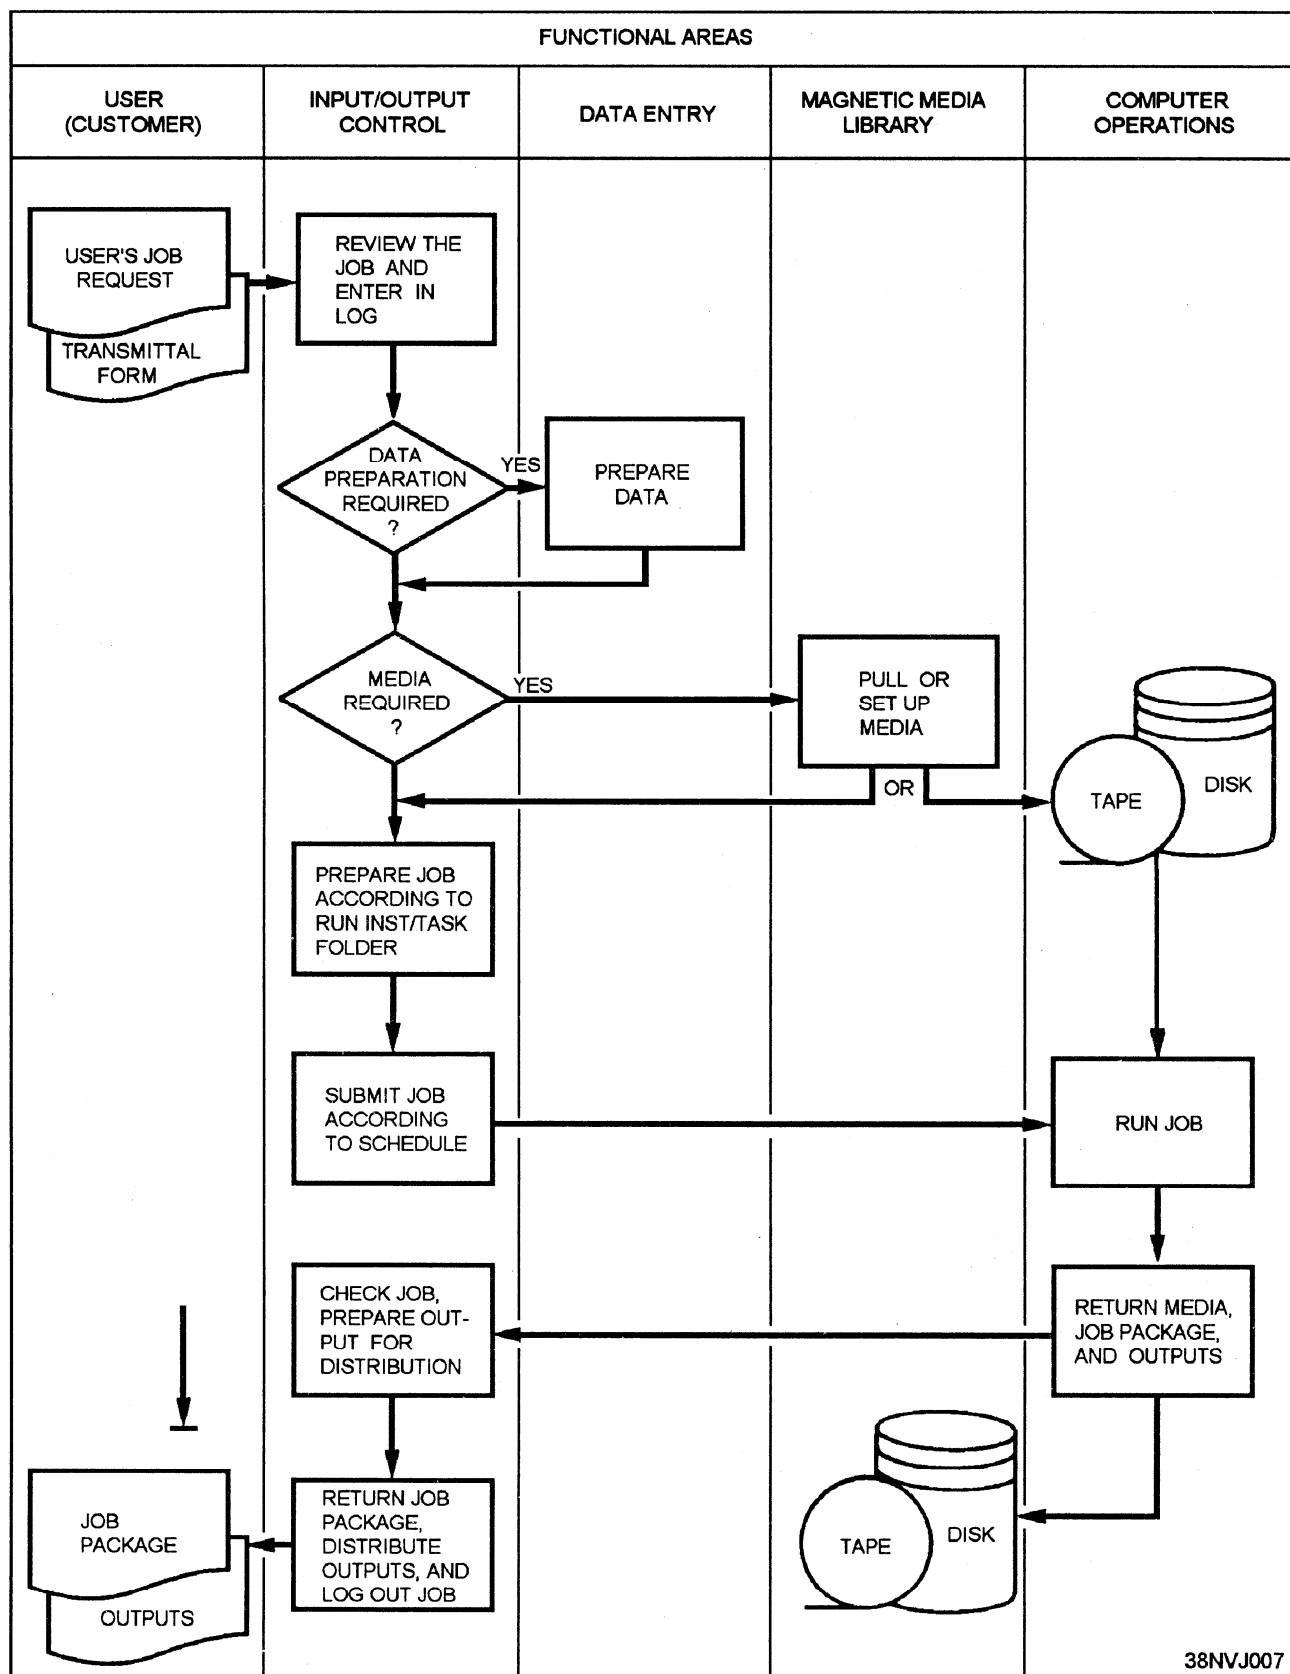 FUNCTIONAL AREAS
USER
(CUSTOMER)
INPUT/OUTPUT
CONTROL
DATA ENTRY
MAGNETIC MEDIA
LIBRARY
COMPUTER
OPERATIONS
USER'S JOB
REQUEST
TRANSMITTAL
FORM
REVIEW THE
JOB AND
ENTER IN
LOG
DATA
PREPARATION
REQUIRED
?
YES
PREPARE
DATA
MEDIA
REQUIRED
?
YES
PULL OR
SET UP
MEDIA
OR
TAPE
DISK
PREPARE JOB
ACCORDING TO
RUN INST/TASK
FOLDER
SUBMIT JOB
ACCORDING
TO SCHEDULE
RUN JOB
RETURN MEDIA,
JOB PACKAGE,
AND OUTPUTS
CHECK JOB,
PREPARE OUT-
PUT FOR
DISTRIBUTION
TAPE
DISK
RETURN JOB
PACKAGE,
DISTRIBUTE
OUTPUTS, AND
LOG OUT JOB
JOB
PACKAGE
OUTPUTS
38NVJ007